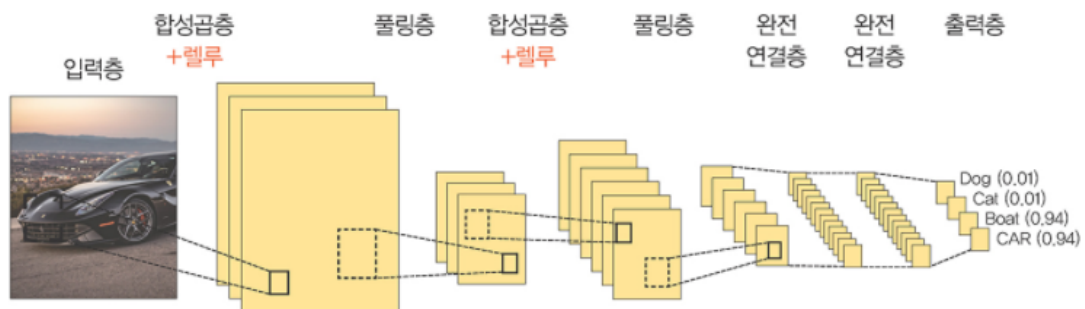 입력층
합성곱층
+렐루
풀링층
합성곱층
+렐루
풀링층
완전
연결층
완전
연결층
출력층
Dog (0.01)
Cat (0.01)
Boat (0.94)
CAR (0.94)